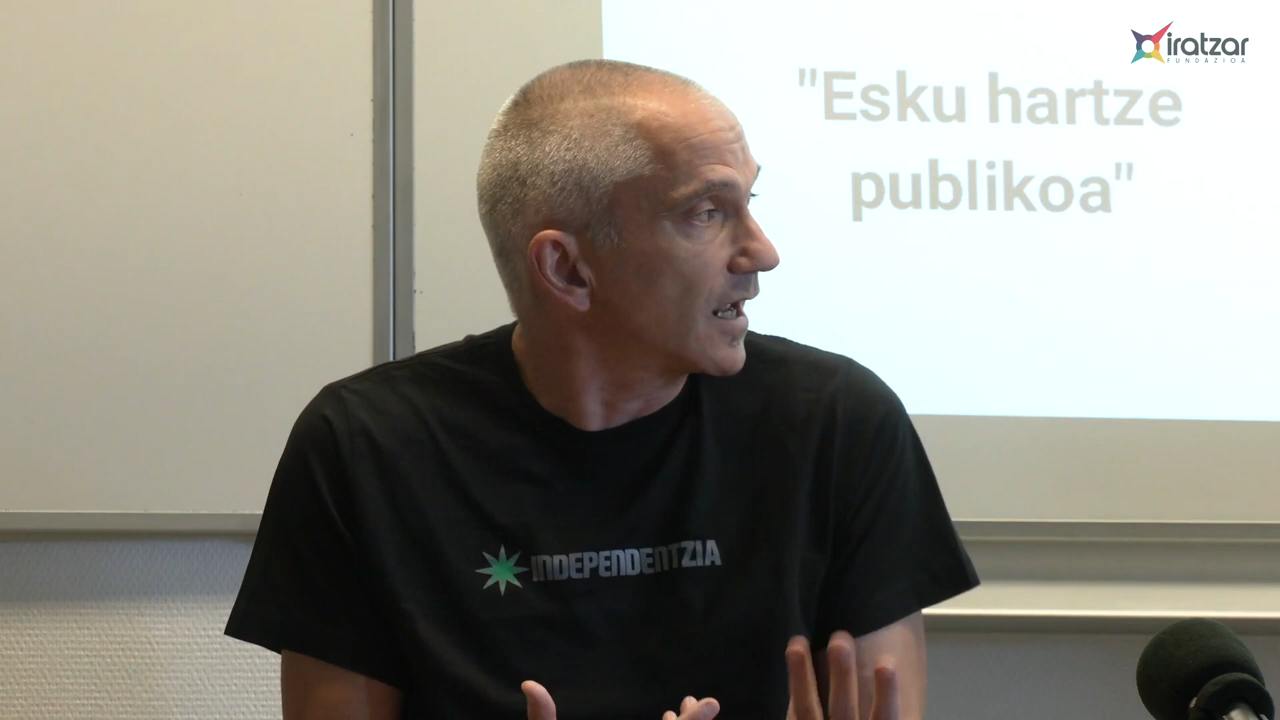 iratzar
FUNDAZIOA
"Esku hartze
publikoa"
INDEPENDENTZIA